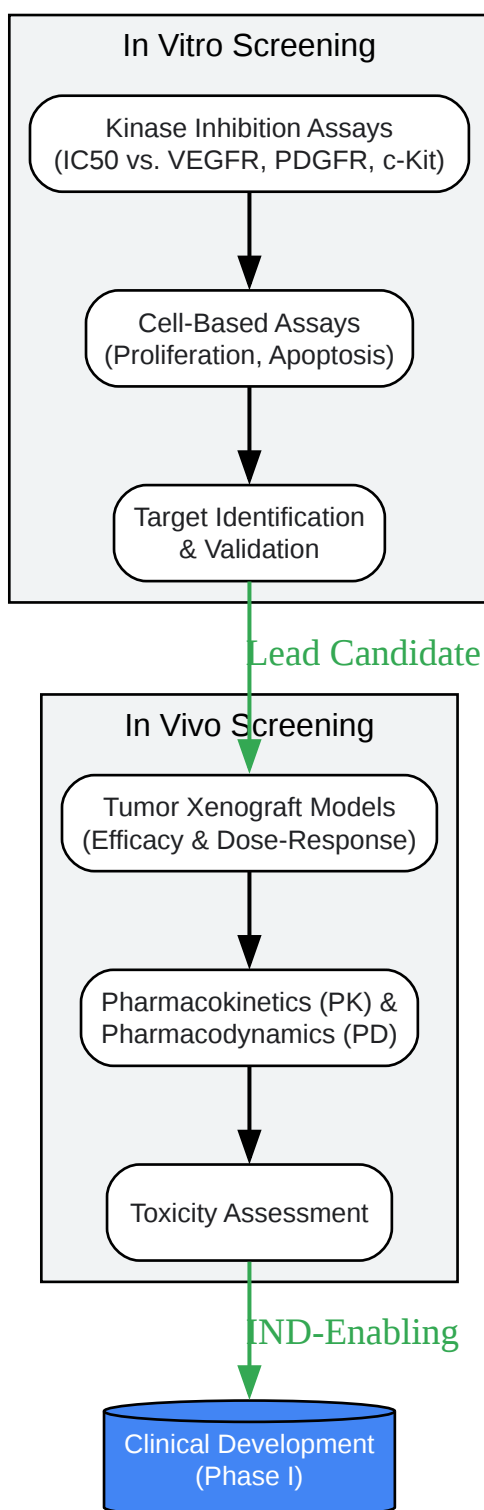 In Vitro Screening
Kinase Inhibition Assays
(IC50 vs. VEGFR, PDGFR, c-Kit)
Cell-Based Assays
(Proliferation, Apoptosis)
Target Identification
& Validation
Lead Candidate
In Vivo Screening
Tumor Xenograft Models
(Efficacy & Dose-Response)
Pharmacokinetics (PK) &
Pharmacodynamics (PD)
Toxicity Assessment
IND-Enabling
Clinical Development
(Phase I)